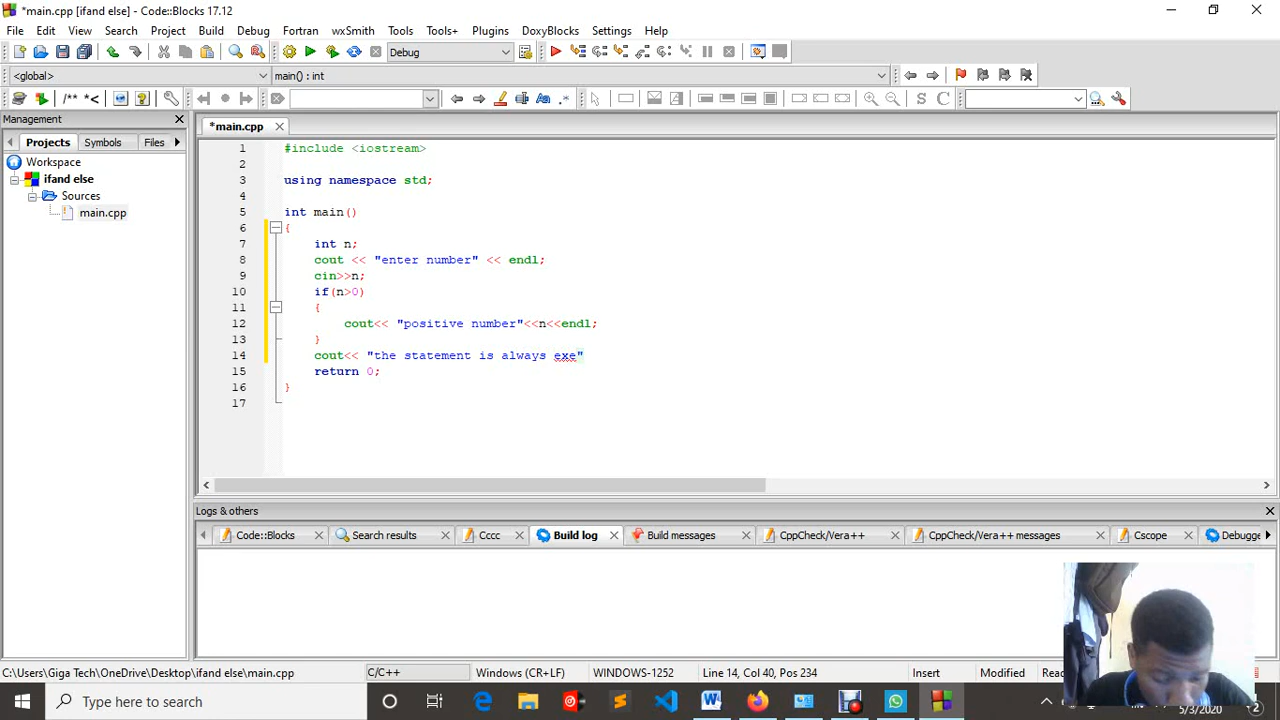 *main.cpp [ifand else] - Code::Blocks 17.12
File Edit View Search Project Build Debug Fortran wxSmith Tools Tools+ Plugins DoxyBlocks Settings Help
Debug
<global> main() : int
/** *< S C
Management
*main.cpp
Projects Symbols Files
Workspace
ifand else
Sources
main.cpp
1 #include <iostream>
2
3 using namespace std;
4
5 int main()
6 {
7 int n;
8 cout << "enter number" << endl;
9 cin>>n;
10 if(n>0)
11 {
12 cout<< "positive number"<<n<<endl;
13 }
14 cout<< "the statement is always exe"
15 return 0;
16 }
17
Logs & others
Code::Blocks Search results Cccc Build log Build messages CppCheck/Vera++ CppCheck/Vera++ messages Cscope Debugge
C:\Users\Giga Tech\OneDrive\Desktop\ifand else\main.cpp C/C++ Windows (CR+LF) WINDOWS-1252 Line 14, Col 40, Pos 234 Insert Modified Rea
Type here to search
5/3/2020
2